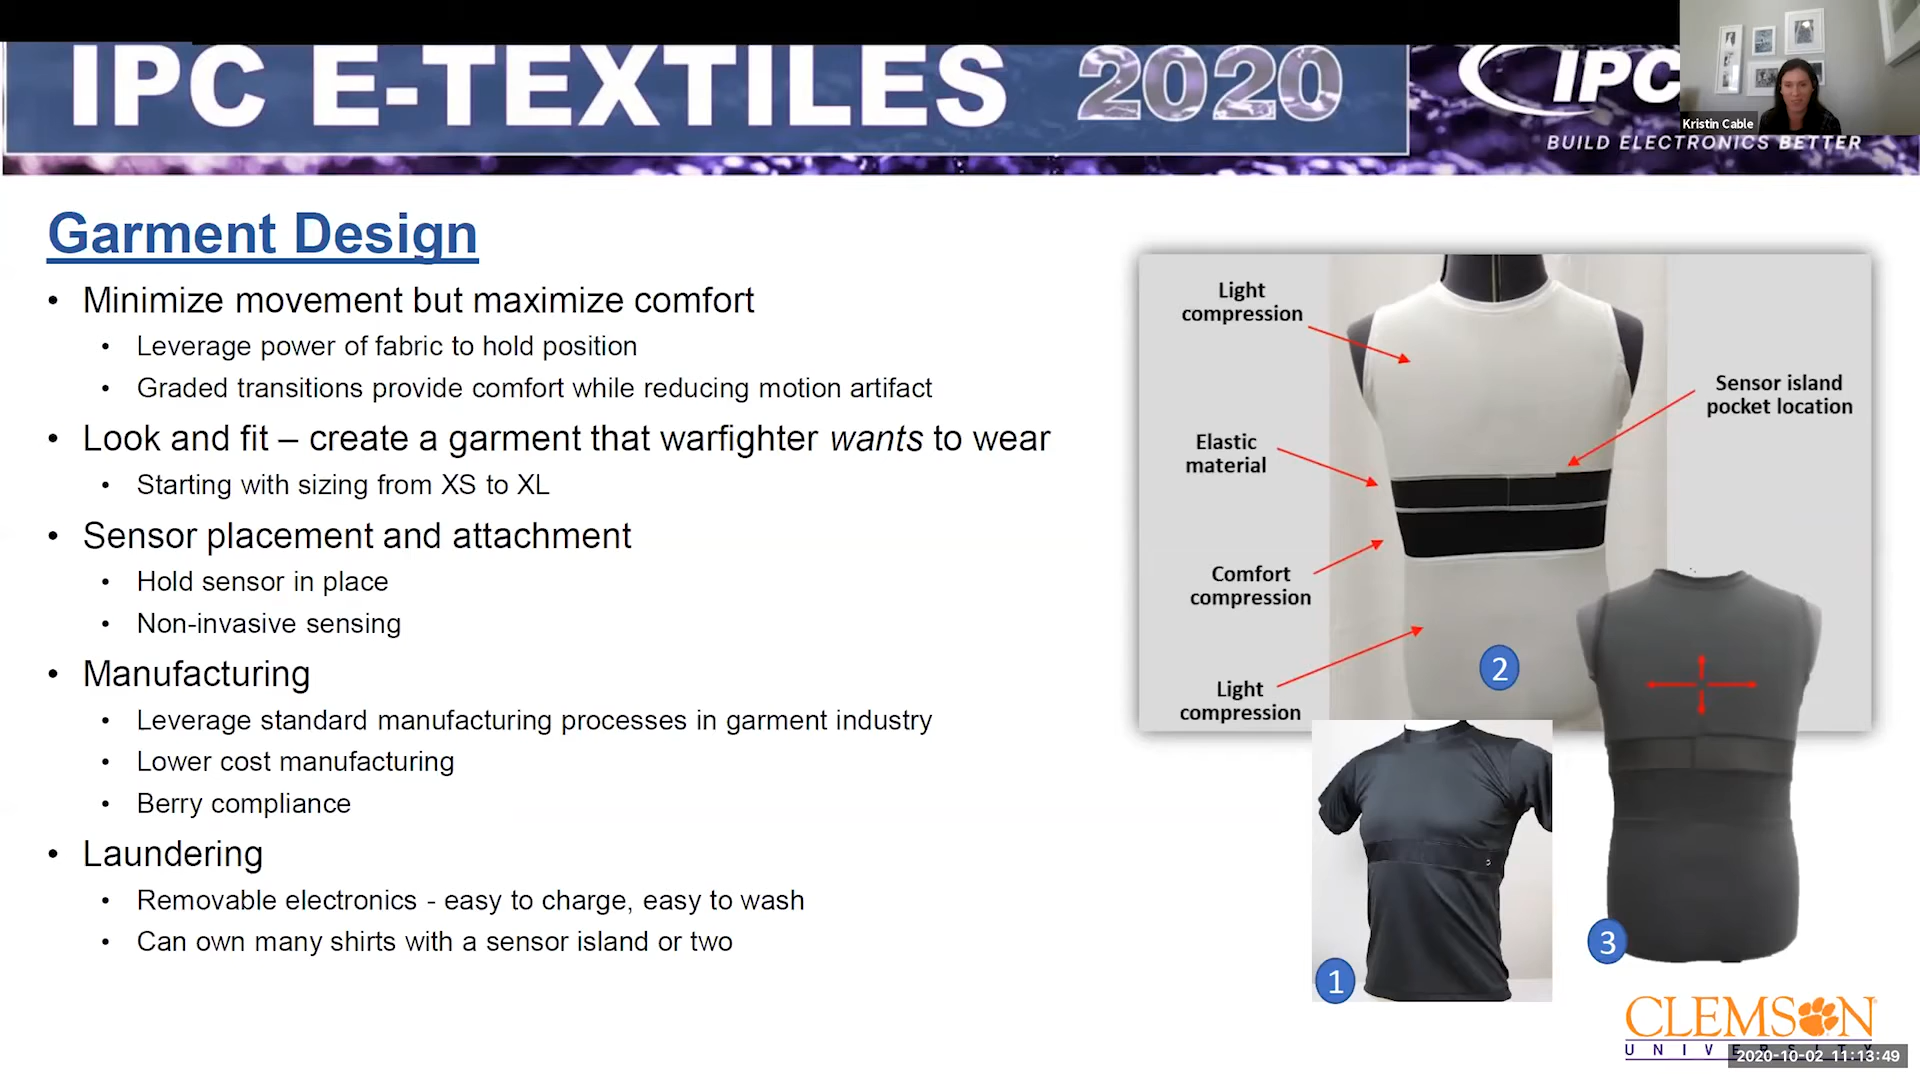 IPC E-TEXTILES 2020
IPC
Kristin Cable
BUILD ELECTRONICS BETTER
Garment Design
• Minimize movement but maximize comfort
• Leverage power of fabric to hold position
• Graded transitions provide comfort while reducing motion artifact
• Look and fit – create a garment that warfighter wants to wear
• Starting with sizing from XS to XL
• Sensor placement and attachment
• Hold sensor in place
• Non-invasive sensing
• Manufacturing
• Leverage standard manufacturing processes in garment industry
• Lower cost manufacturing
• Berry compliance
• Laundering
• Removable electronics - easy to charge, easy to wash
• Can own many shirts with a sensor island or two
Light
compression
Sensor island
pocket location
Elastic
material
Comfort
compression
Light
compression
2
1
3
CLEMSON
UNIVERSITY
2020-10-02 11:13:49